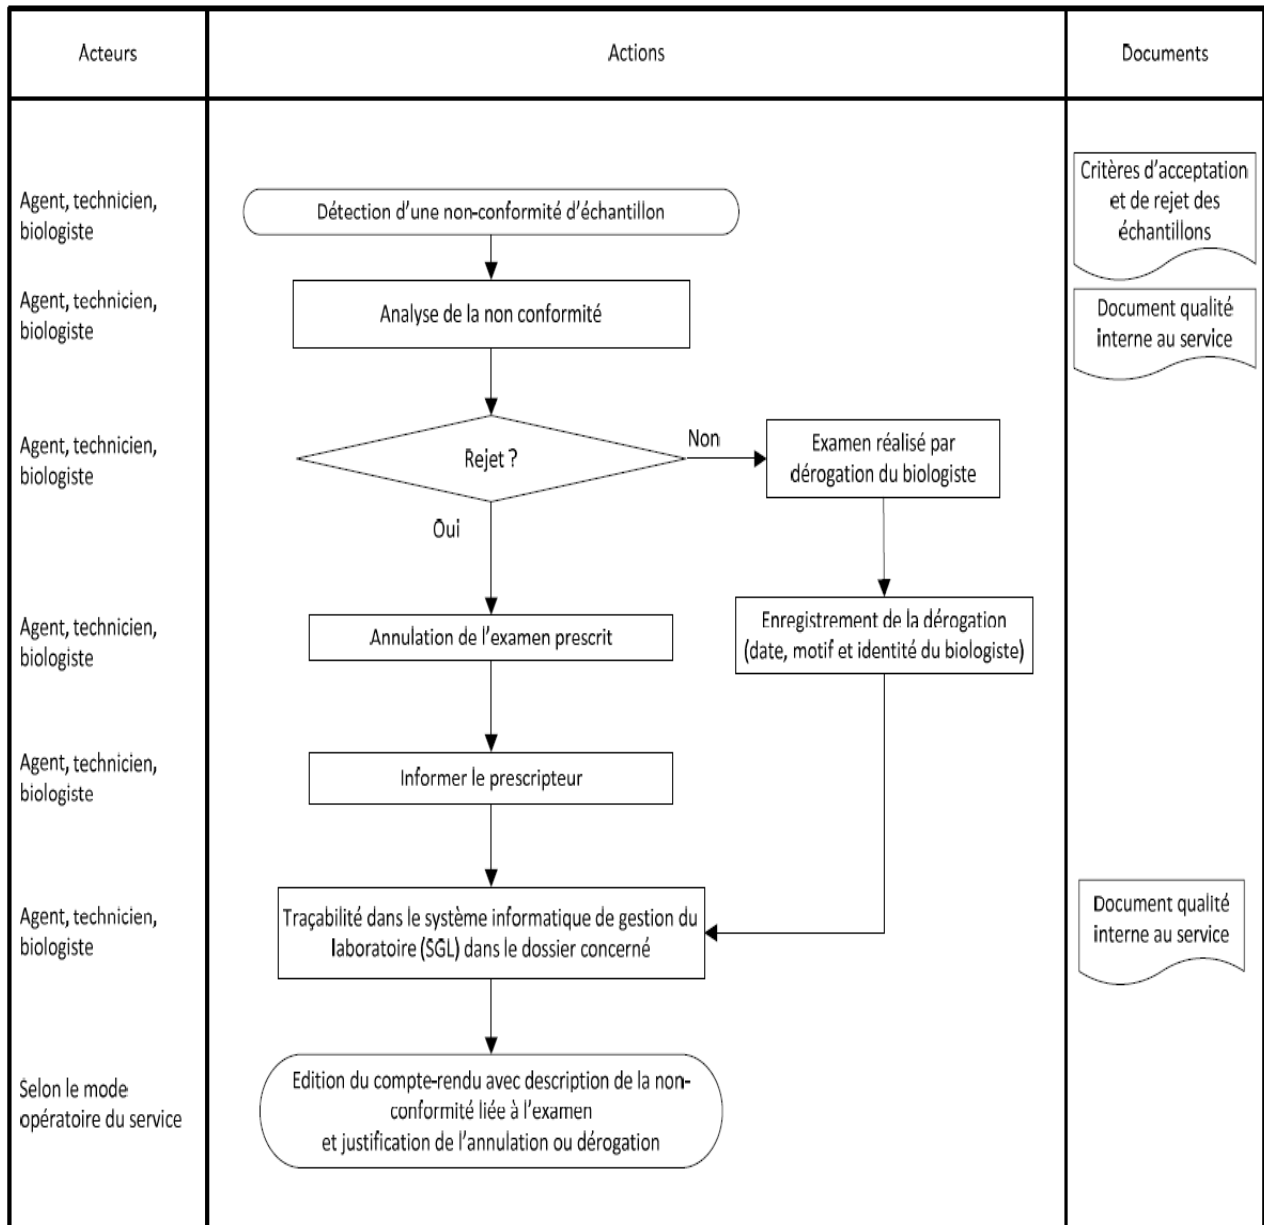 Acteurs
Actions
Documents
Agent, technicien,
biologiste
Détection d'une non-conformité d'échantillon
Critères d'acceptation
et de rejet des
échantillons
Agent, technicien,
biologiste
Analyse de la non conformité
Document qualité
interne au service
Agent, technicien,
biologiste
Rejet ?
Non
Examen réalisé par
dérogation du biologiste
Oui
Agent, technicien,
biologiste
Annulation de l'examen prescrit
Enregistrement de la dérogation
(date, motif et identité du biologiste)
Agent, technicien,
biologiste
Informer le prescripteur
Agent, technicien,
biologiste
Traçabilité dans le système informatique de gestion du
laboratoire (SGL) dans le dossier concerné
Document qualité
interne au service
Selon le mode
opératoire du service
Edition du compte-rendu avec description de la non-
conformité liée à l'examen
et justification de l'annulation ou dérogation